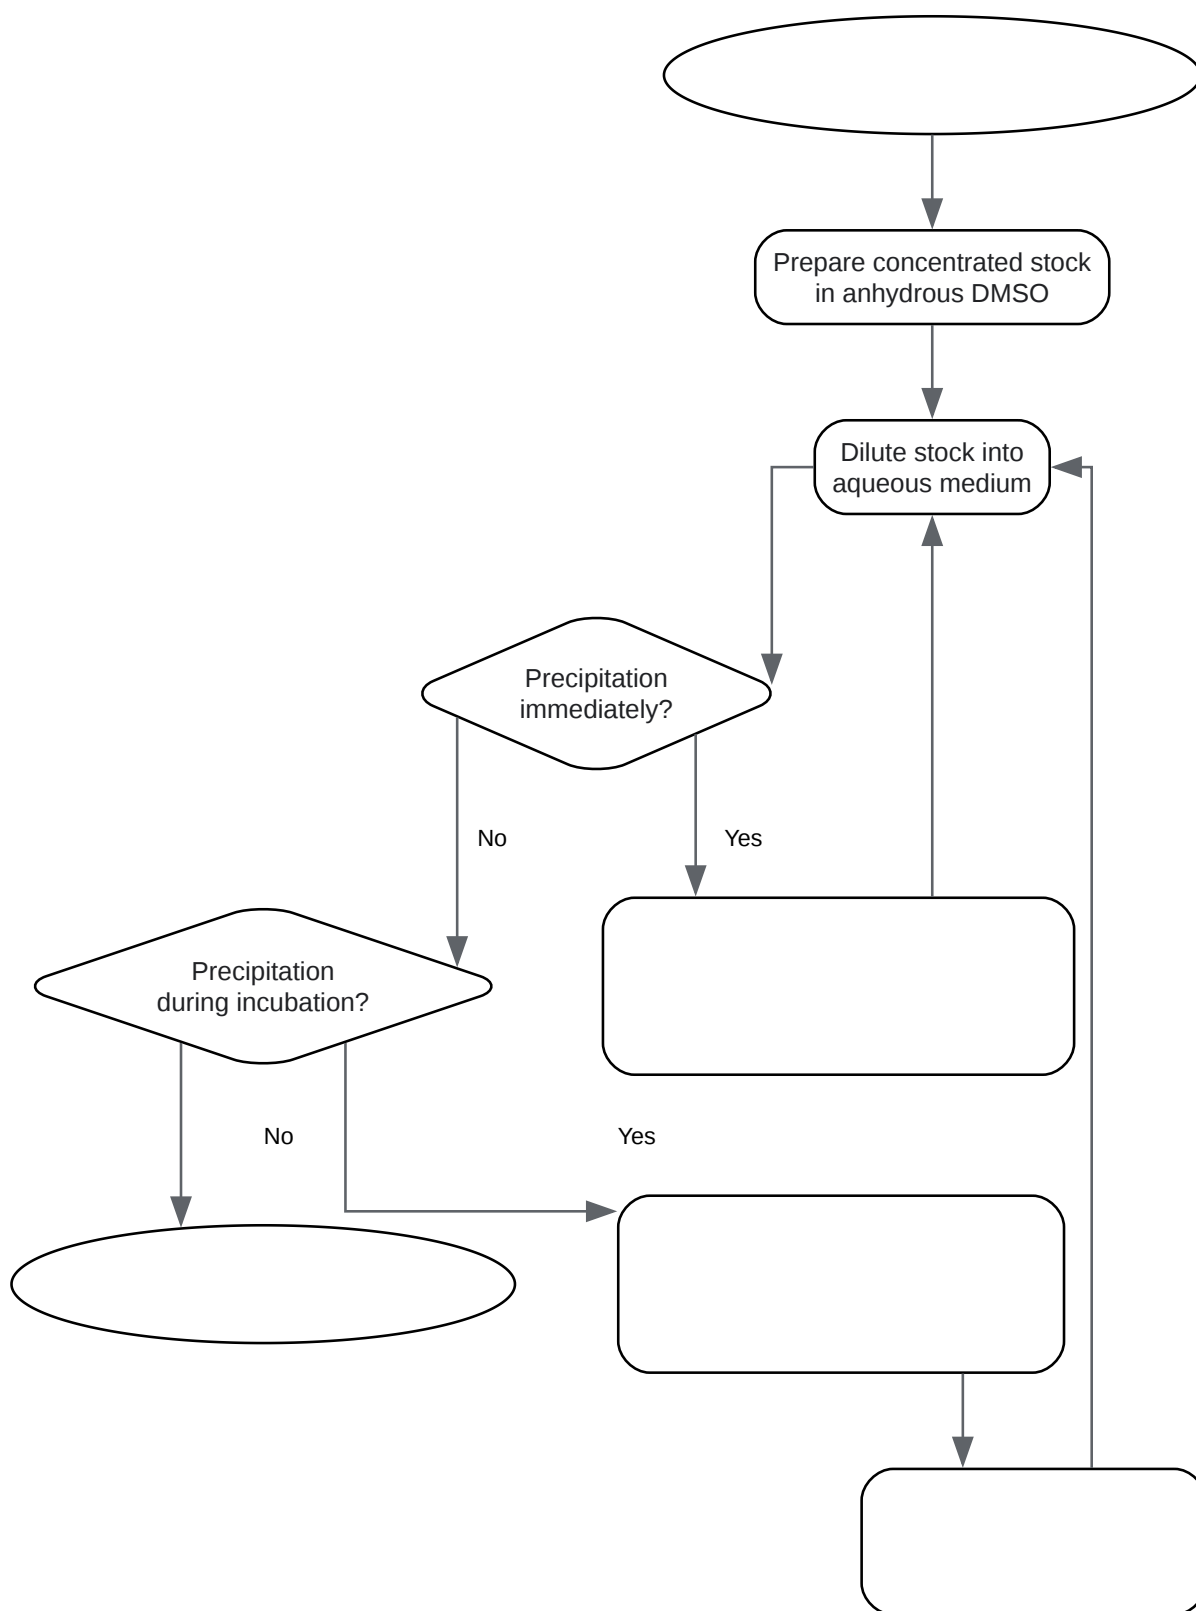 Prepare concentrated stock
in anhydrous DMSO
Dilute stock into
aqueous medium
Precipitation
immediately?
No
Yes
Precipitation
during incubation?
No
Yes